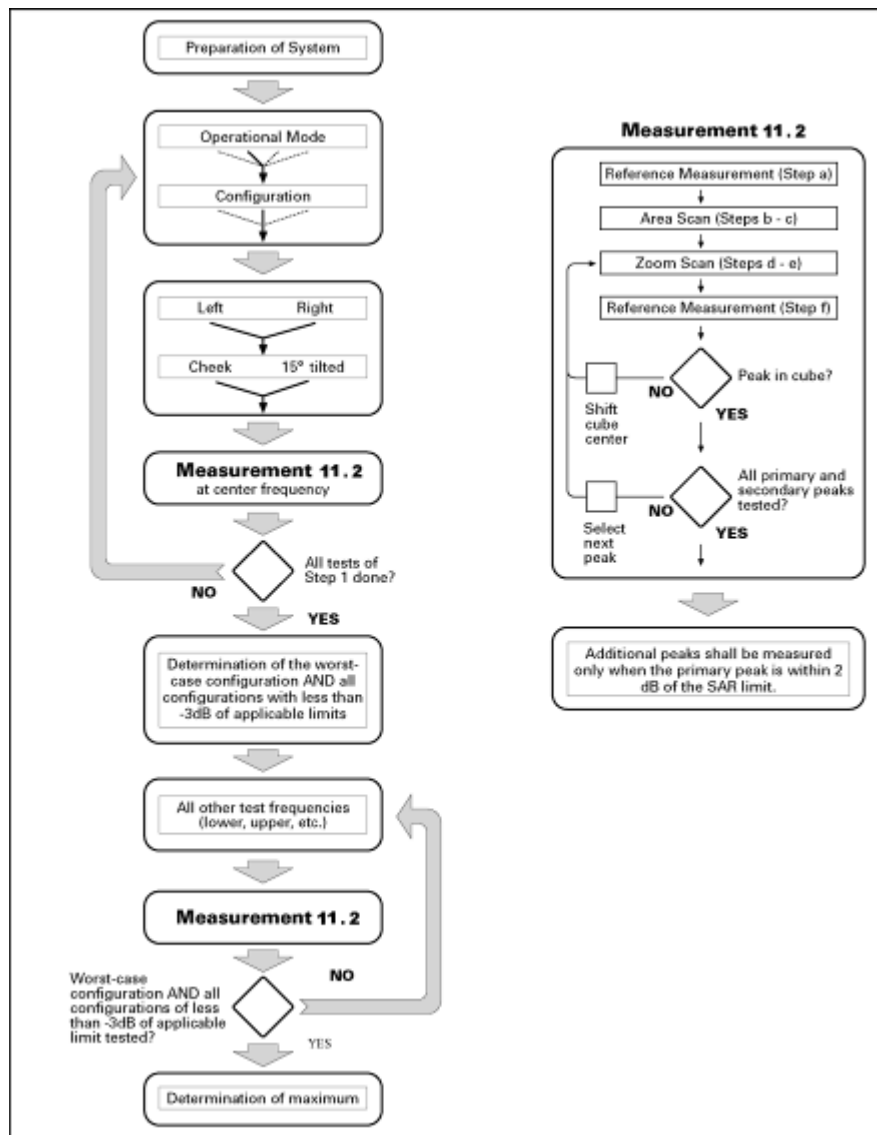 Preparation of System
Operational Mode
Configuration
Left Right
Cheek 15° tilted
Measurement 11.2
at center frequency
All tests of
Step 1 done?
NO
YES
Determination of the worst-
case configuration AND all
configurations with less than
-3dB of applicable limits
All other test frequencies
(lower, upper, etc.)
Measurement 11.2
NO
Worst-case
configuration AND all
configurations of less
than -3dB of applicable
limit tested?
YES
Determination of maximum
Measurement 11.2
Reference Measurement (Step a)
Area Scan (Steps b - c)
Zoom Scan (Steps d - e)
Reference Measurement (Step f)
Peak in cube?
NO
YES
Shift
cube
center
All primary and
secondary peaks
tested?
NO
YES
Select
next
peak
Additional peaks shall be measured
only when the primary peak is within 2
dB of the SAR limit.